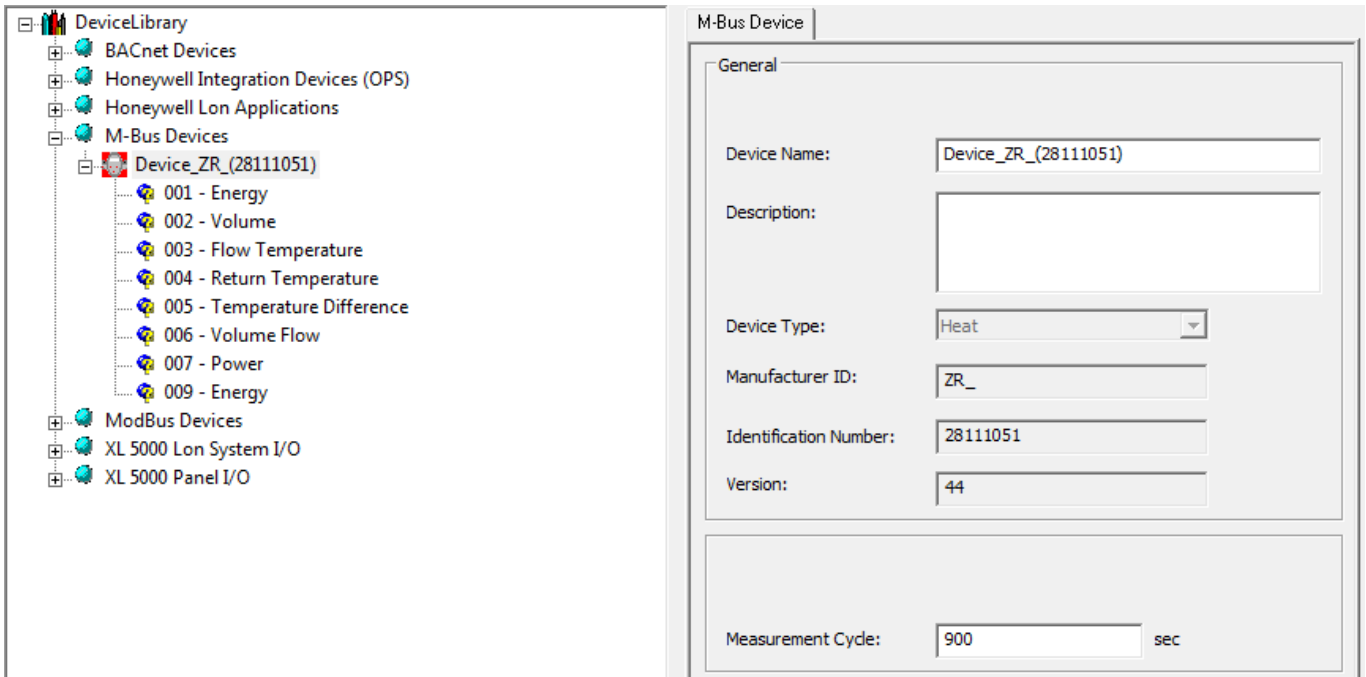 DeviceLibrary
BACnet Devices
Honeywell Integration Devices (OPS)
Honeywell Lon Applications
M-Bus Devices
Device_ZR_(28111051)
001 - Energy
002 - Volume
003 - Flow Temperature
004 - Return Temperature
005 - Temperature Difference
006 - Volume Flow
007 - Power
009 - Energy
ModBus Devices
XL 5000 Lon System I/O
XL 5000 Panel I/O
M-Bus Device
General
Device Name: Device_ZR_(28111051)
Description:
Device Type: Heat
Manufacturer ID: ZR_
Identification Number: 28111051
Version: 44
Measurement Cycle: 900 sec